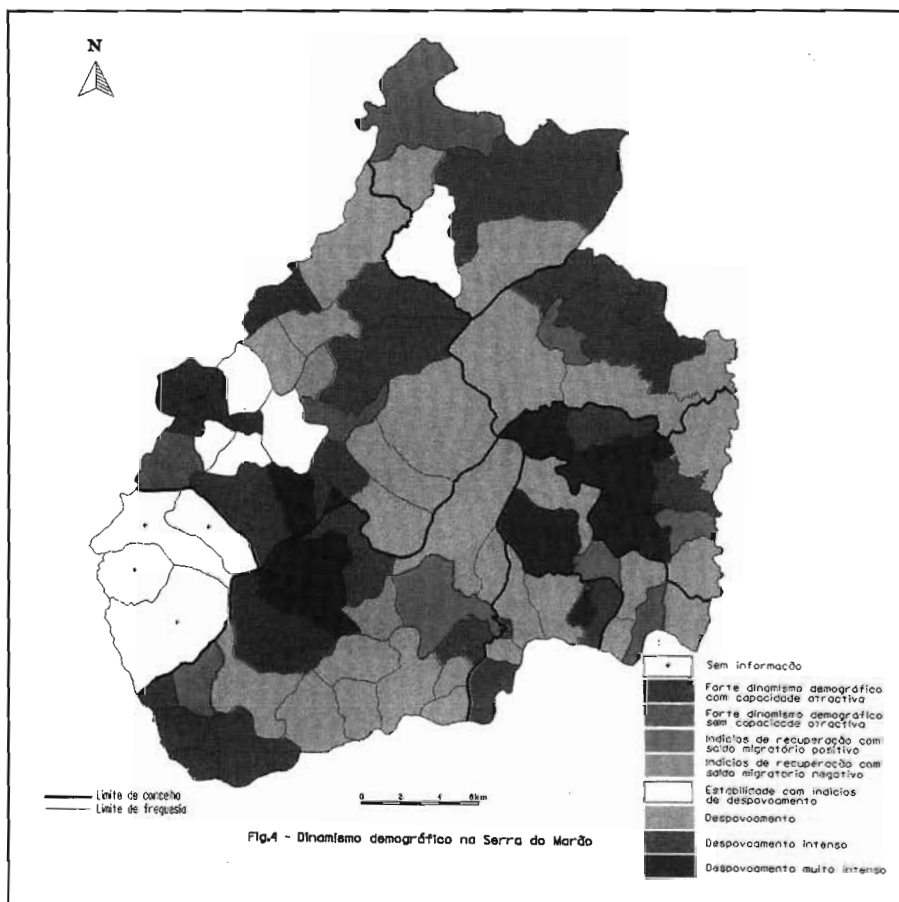 N
Sem informação
Forte dinamismo demográfico
com capacidade atractiva
Forte dinamismo demográfico
sem capacidade atractiva
Indícios de recuperação com
saldo migratório positivo
Indícios de recuperação com
saldo migratorio negativo
Estabilidade com indícios
de despovoamento
Despovoamento
Despovoamento intenso
Despovoamento muito intenso
Limite de concelho
Limite de freguesia
0 2 4 6km
Fig.4 - Dinamismo demográfico na Serra do Marão